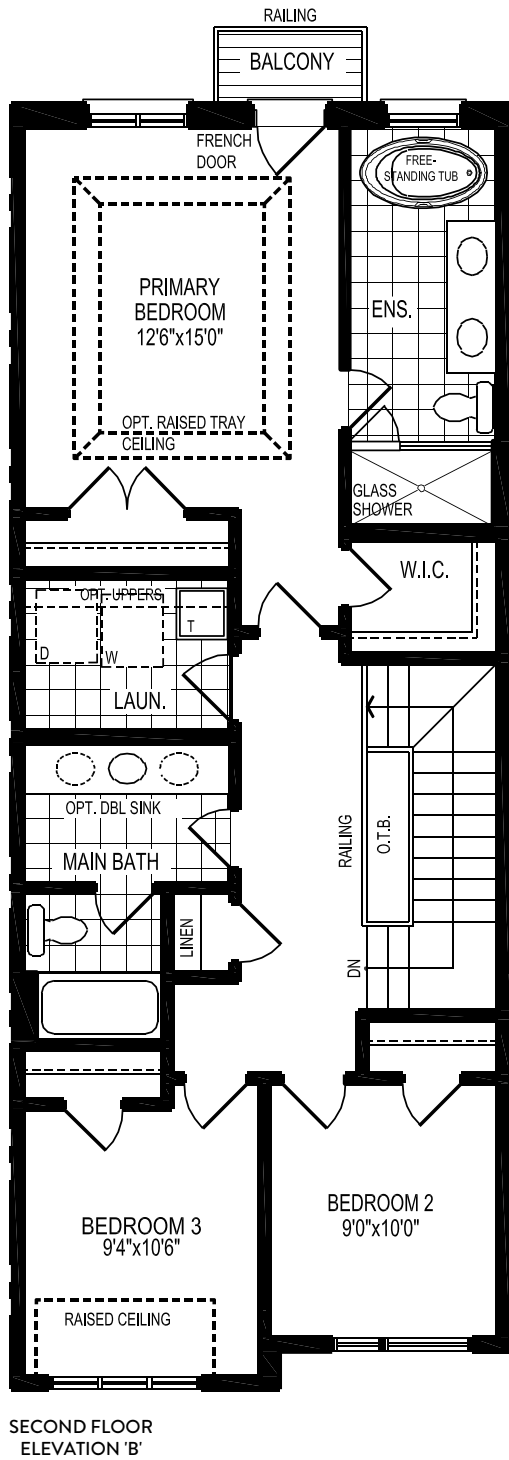 RAILING
BALCONY
FRENCH
DOOR
FREE-
STANDING TUB
PRIMARY
BEDROOM
12'6"x15'0"
ENS.
OPT. RAISED TRAY
CEILING
GLASS
SHOWER
W.I.C.
OPT. UPPERS
T
D
W
LAUN.
OPT. DBL SINK
RAILING
O.T.B.
MAIN BATH
LINEN
DN
BEDROOM 2
9'0"x10'0"
BEDROOM 3
9'4"x10'6"
RAISED CEILING
SECOND FLOOR
ELEVATION 'B'